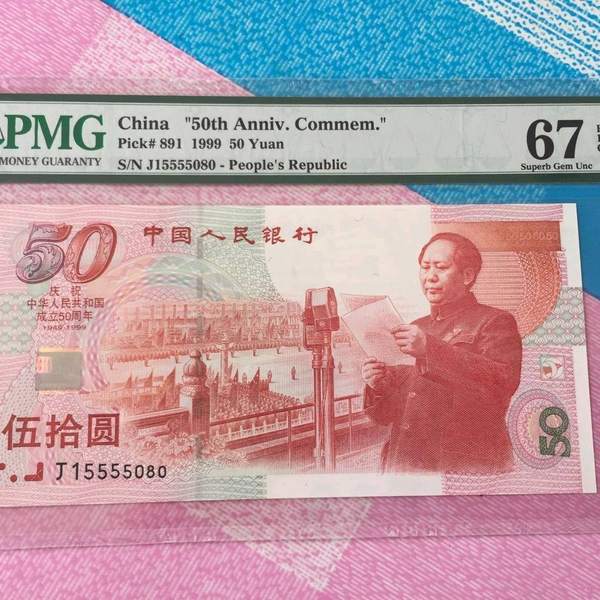 PMG
MONEY GUARANTY
China "50th Anniv. Commem."
Pick# 891 1999 50 Yuan
S/N J15555080 - People's Republic
67
Superb Gem Unc
50
中国人民银行
庆祝
中华人民共和国
成立50周年
1949-1999
伍拾圆
J15555080
50